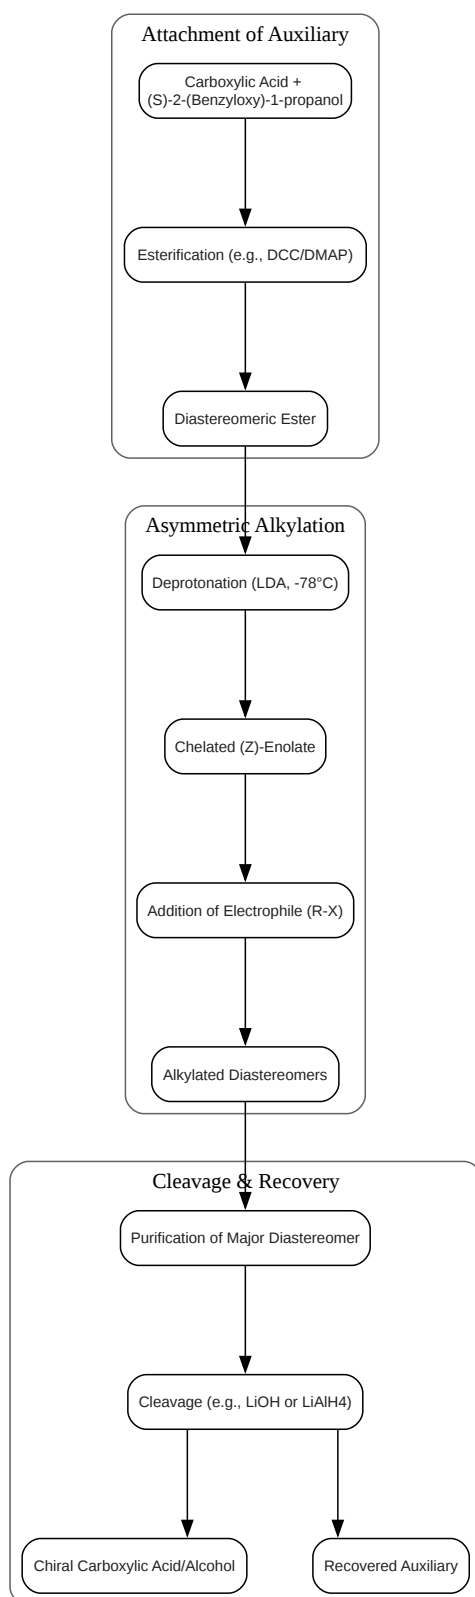 Attachment of Auxiliary
Carboxylic Acid +
(S)-2-(Benzyloxy)-1-propanol
Esterification (e.g., DCC/DMAP)
Diastereomeric Ester
Asymmetric Alkylation
Deprotonation (LDA, -78°C)
Chelated (Z)-Enolate
Addition of Electrophile (R-X)
Alkylated Diastereomers
Cleavage & Recovery
Purification of Major Diastereomer
Cleavage (e.g., LiOH or LiAlH4)
Chiral Carboxylic Acid/Alcohol
Recovered Auxiliary